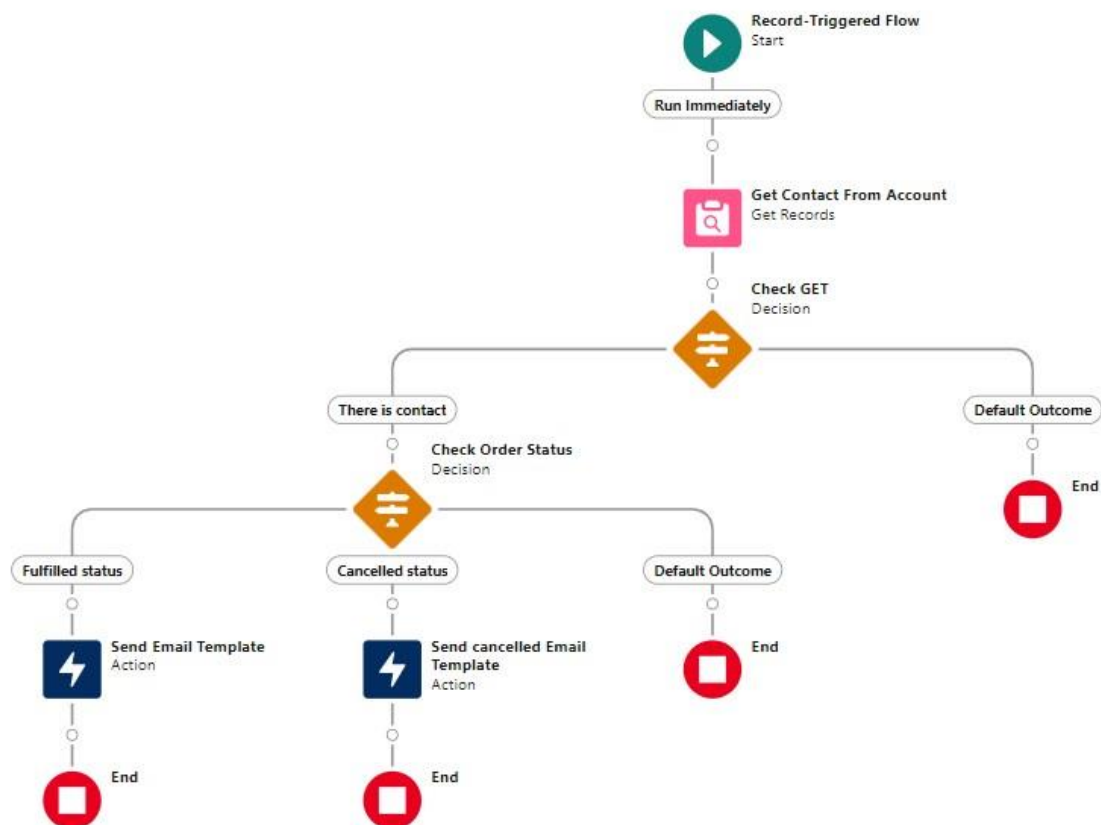 Record-Triggered Flow
Start
Run Immediately
Get Contact From Account
Get Records
Check GET
Decision
There is contact
Default Outcome
Check Order Status
Decision
End
Fulfilled status
Cancelled status
Default Outcome
Send Email Template
Action
Send cancelled Email
Template
Action
End
End
End